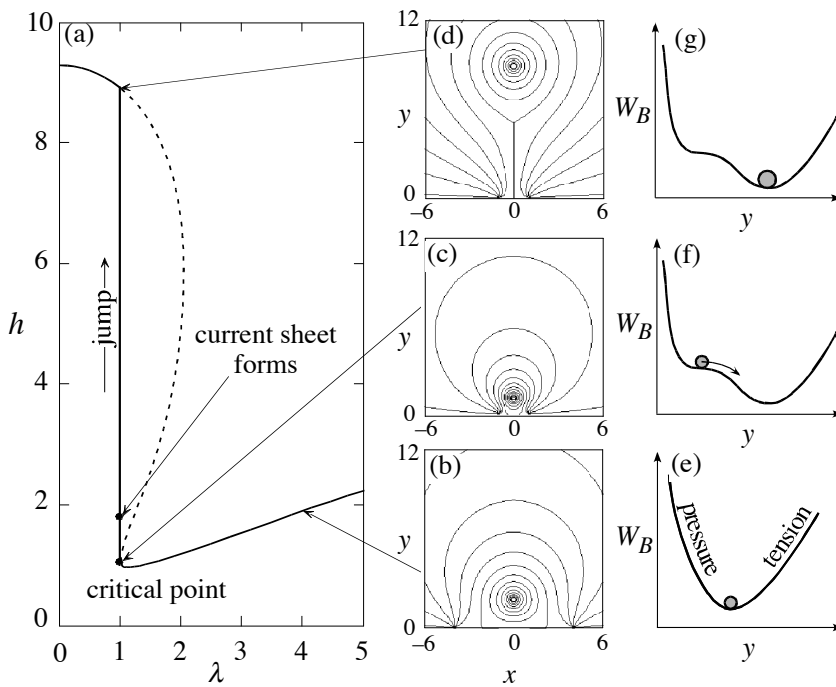 (a)
10
8
6
4
2
0
h
0 1 2 3 4 5
λ
jump
current sheet
forms
critical point
(d)
12
y
0
−6 0 6
(c)
12
y
0
−6 0 6
(b)
12
y
0
−6 0 6
x
(g)
W_B
y
(f)
W_B
y
(e)
W_B
pressure
tension
y